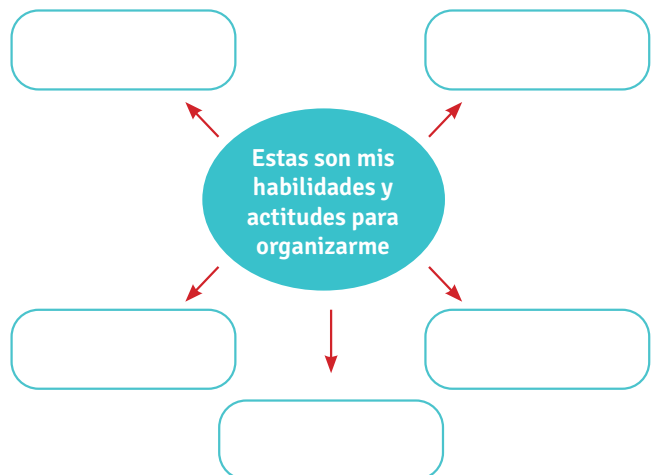 Estas son mis
habilidades y
actitudes para
organizarme